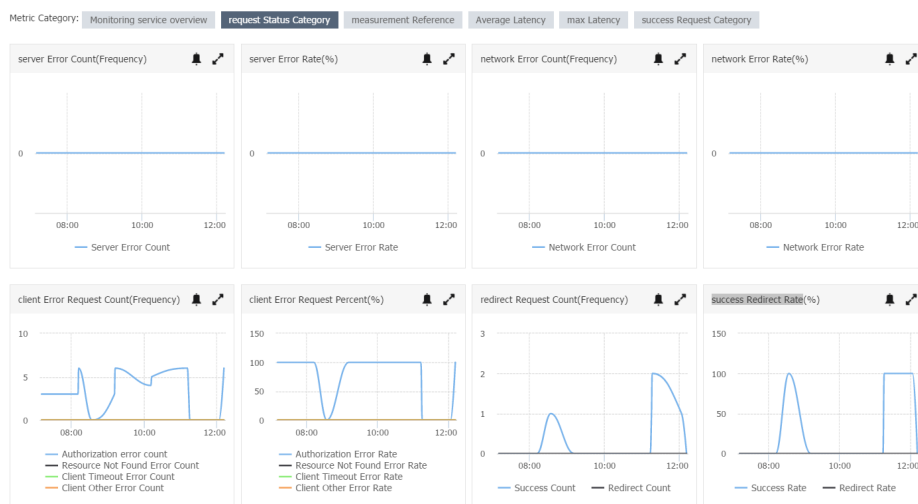 Metric Category: Monitoring service overview request Status Category measurement Reference Average Latency max Latency success Request Category
server Error Count(Frequency) server Error Rate(%) network Error Count(Frequency) network Error Rate(%)
0 0 0 0
08:00 10:00 12:00 08:00 10:00 12:00 08:00 10:00 12:00 08:00 10:00 12:00
Server Error Count Server Error Rate Network Error Count Network Error Rate
client Error Request Count(Frequency) client Error Request Percent(%) redirect Request Count(Frequency) success Redirect Rate(%)
10 150 3 150
100 2 100
5 50 1 50
0 0 0 0
08:00 10:00 12:00 08:00 10:00 12:00 08:00 10:00 12:00 08:00 10:00 12:00
Authorization error count Authorization Error Rate
Resource Not Found Error Count Resource Not Found Error Rate
Client Timeout Error Count Client Timeout Error Rate
Client Other Error Count Client Other Error Rate Success Count Redirect Count Success Rate Redirect Rate